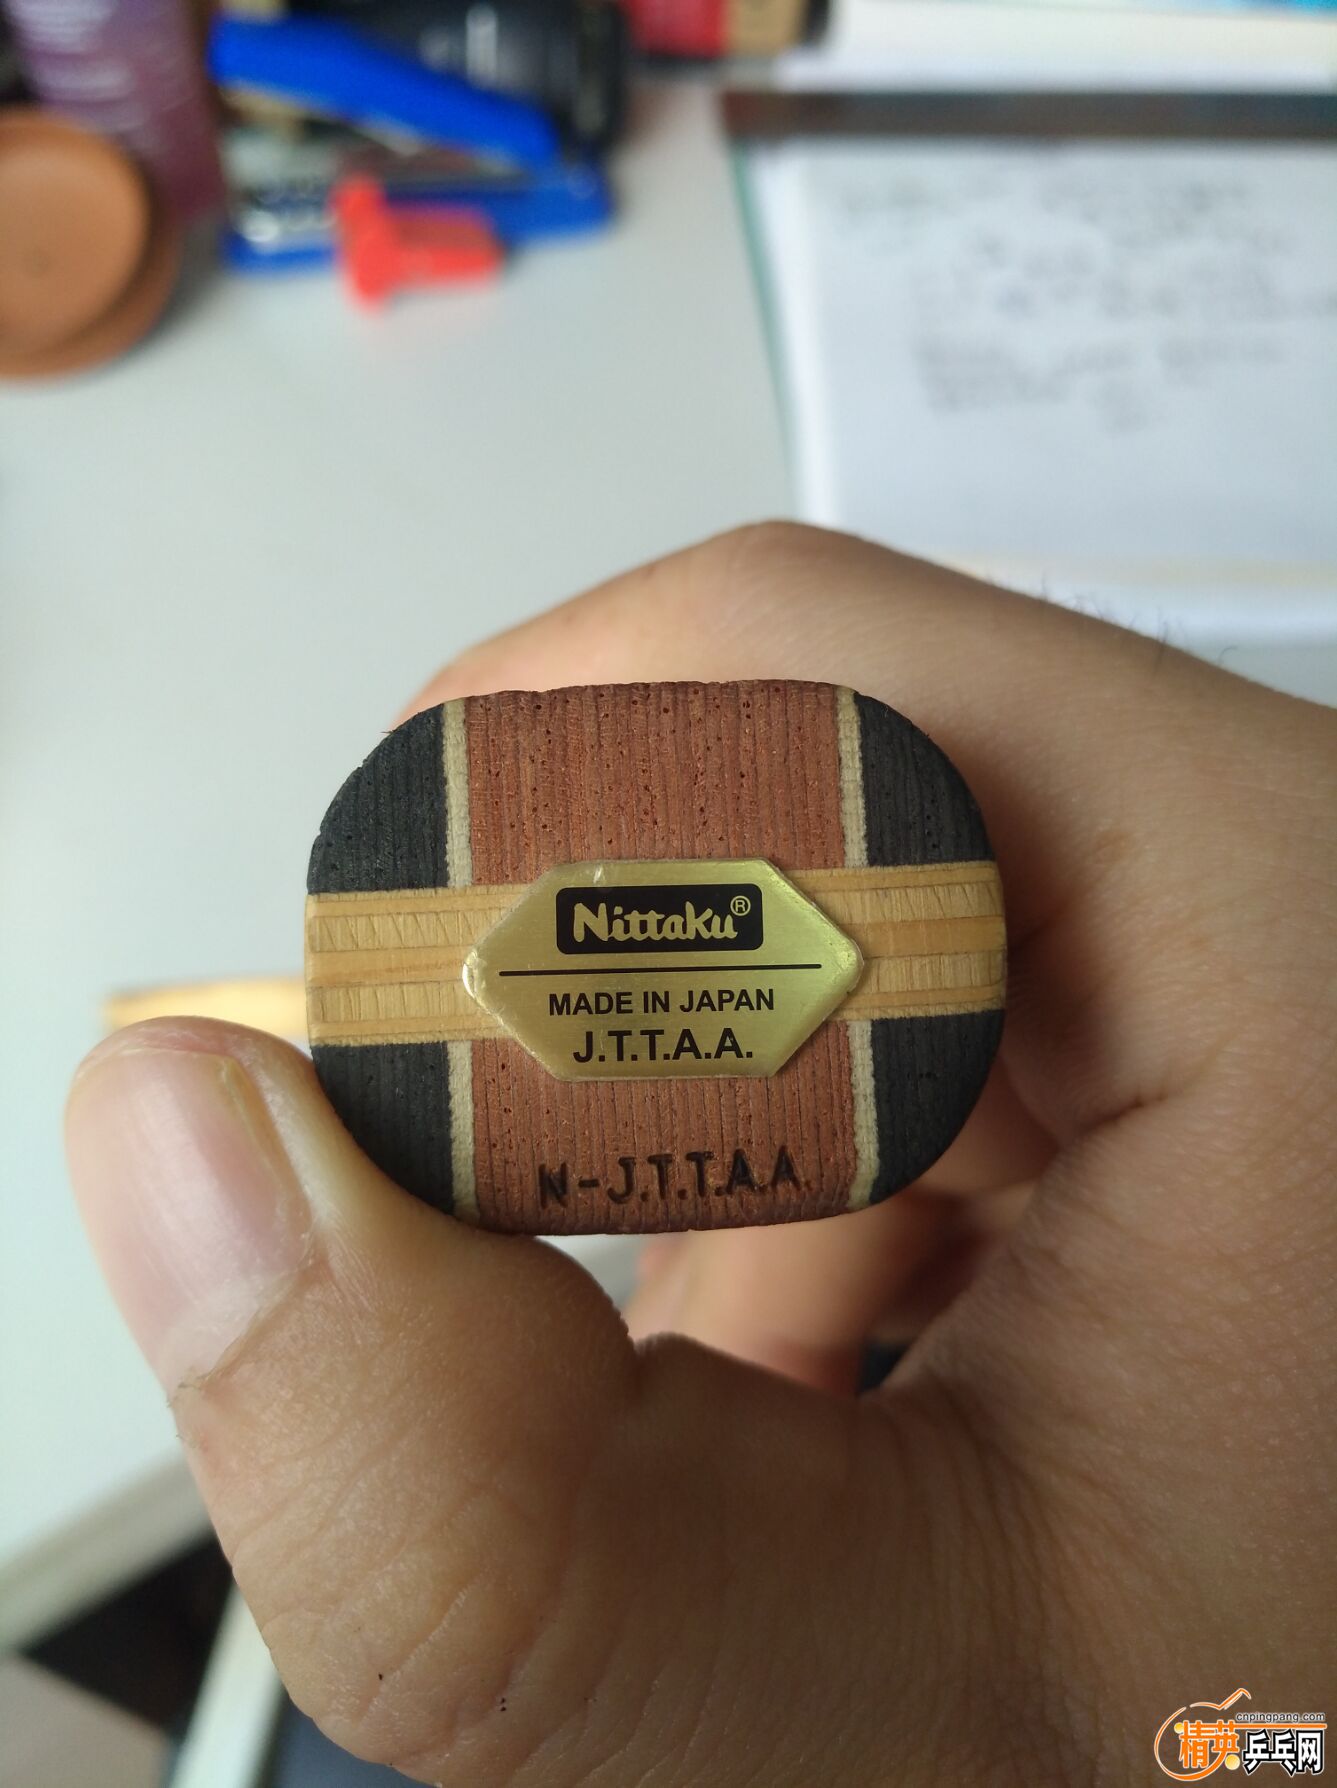 Nittaku®
MADE IN JAPAN
J.T.T.A.A.
N-J.T.T.A.A.
cnpingpang.com
精英乒乓网